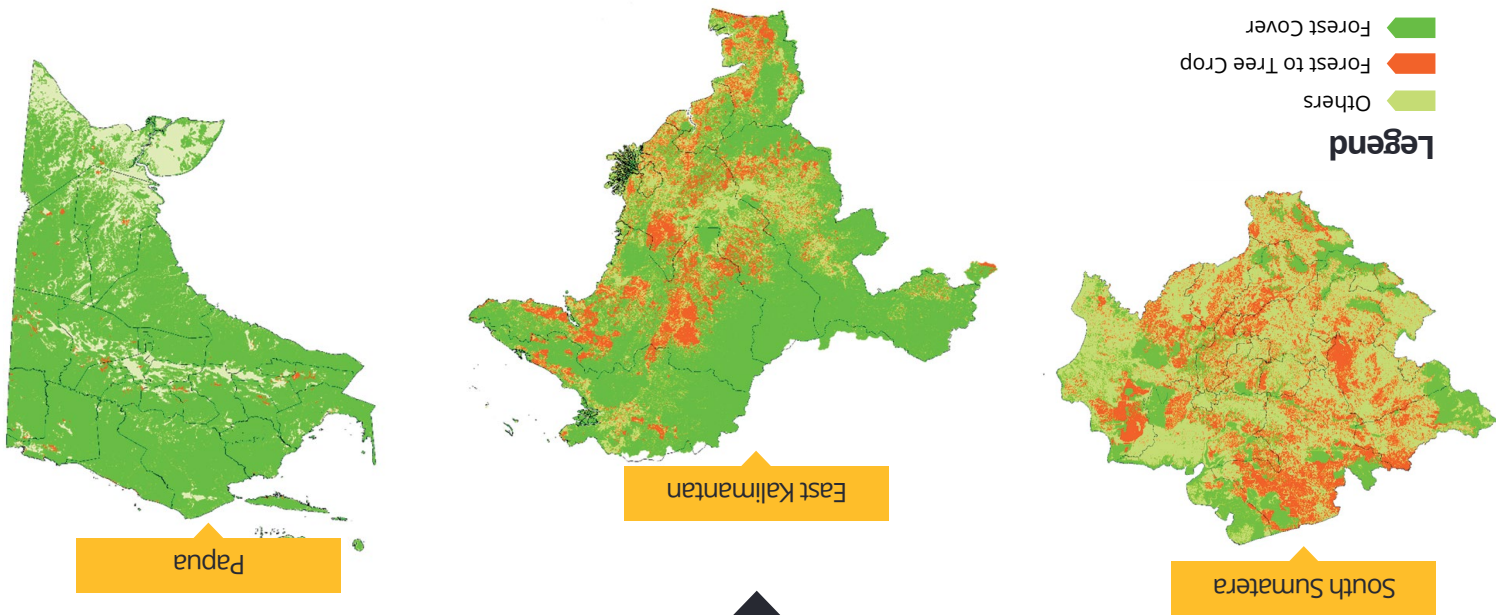 South Sumatera
East Kalimantan
Papua
Legend
Others
Forest to Tree Crop
Forest Cover